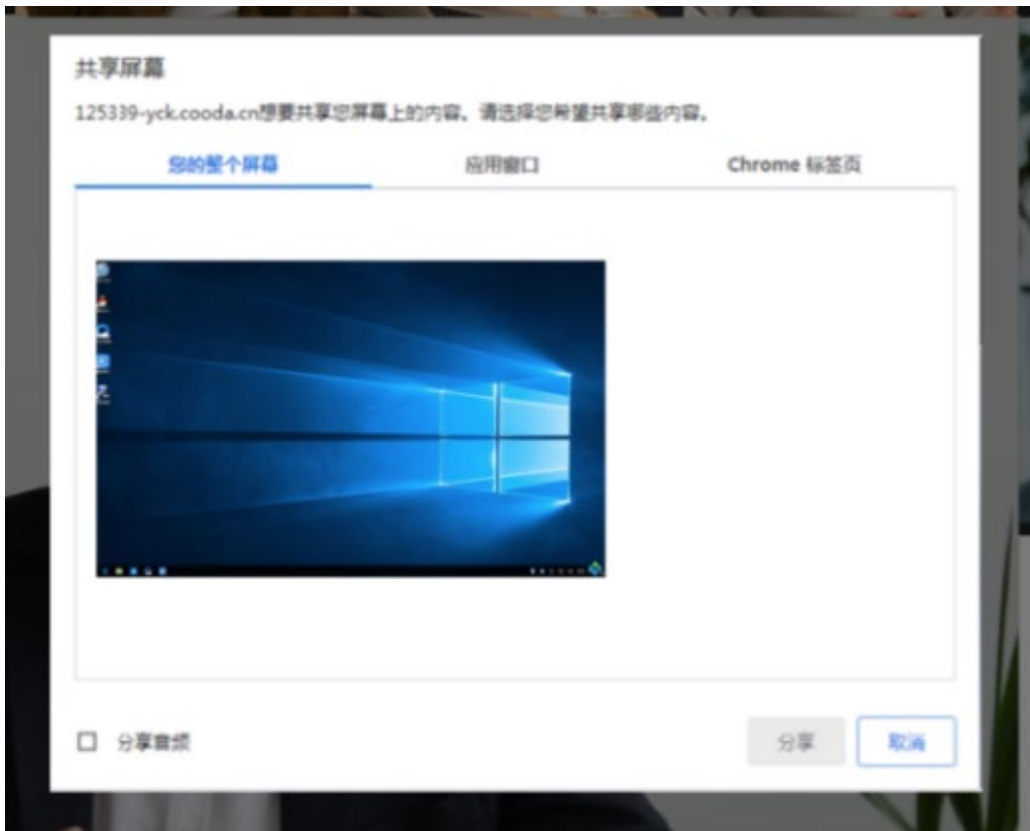 共享屏幕
125339-yck.cooda.cn想要共享您屏幕上的内容。请选择您希望共享哪些内容。
您的整个屏幕
应用窗口
Chrome 标签页
分享音频
分享
取消